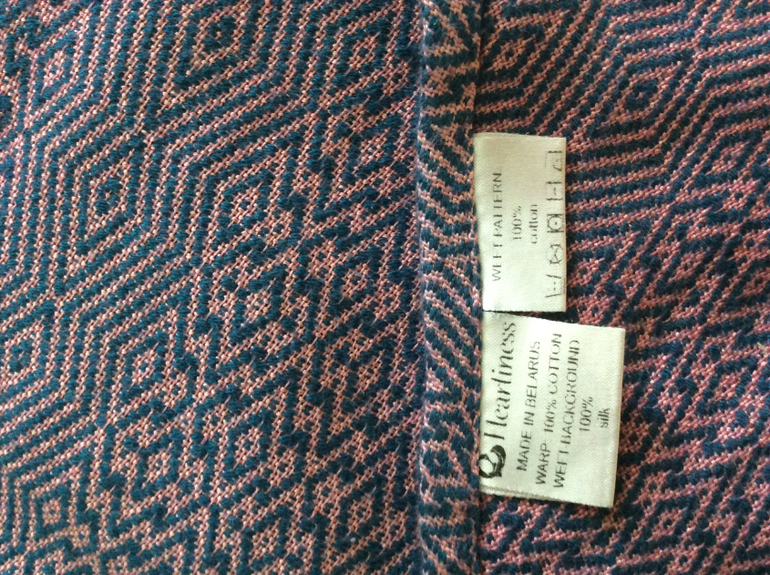 Heartiness
MADE IN BELARUS
WARP: 100% COTTON
WEFT-BACKGROUND
100%
silk
WEFT PATTERN:
100%
cotton